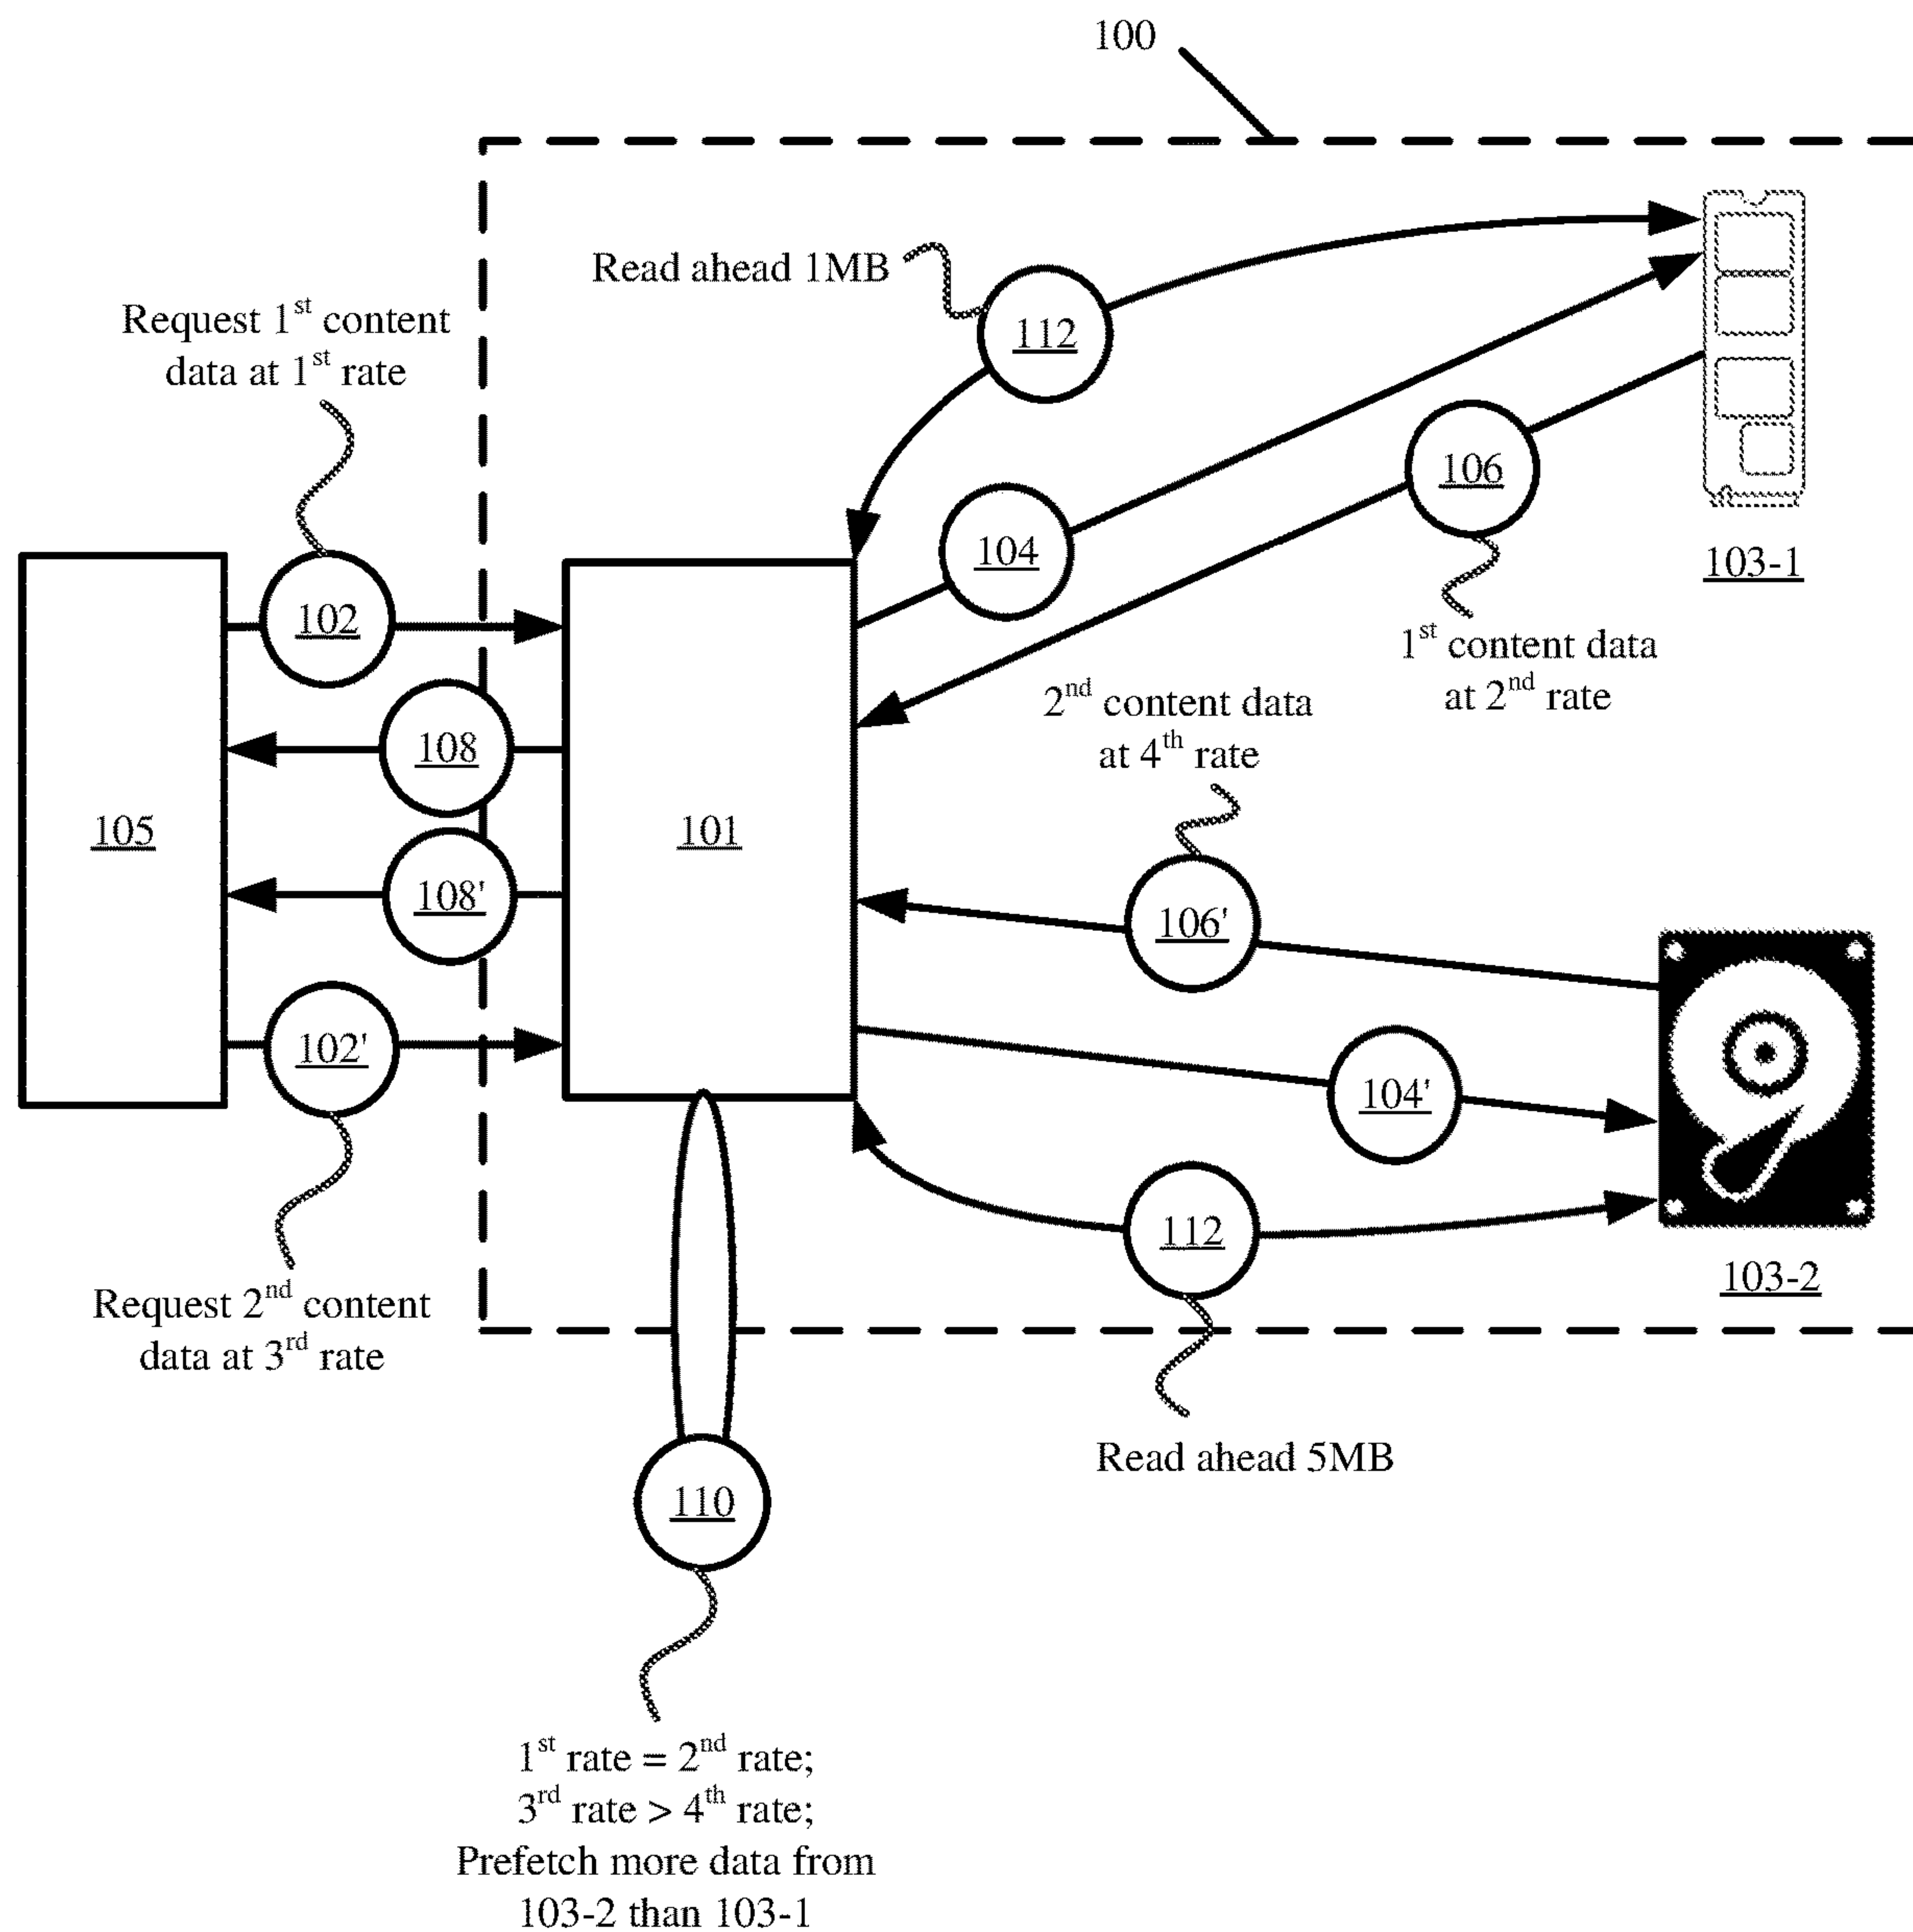 100
Read ahead 1MB
112
Request 1st content
data at 1st rate
106
104
103-1
102
1st content data
at 2nd rate
2nd content data
at 4th rate
108
105
101
108'
106'
102'
104'
112
103-2
Request 2nd content
data at 3rd rate
Read ahead 5MB
110
1st rate = 2nd rate;
3rd rate > 4th rate;
Prefetch more data from
103-2 than 103-1